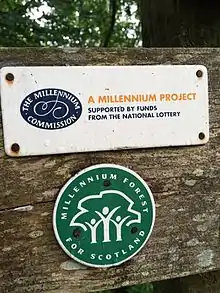 THE MILLENNIUM
COMMISSION
A MILLENNIUM PROJECT
SUPPORTED BY FUNDS
FROM THE NATIONAL LOTTERY
MILLENNIUM FOREST
FOR SCOTLAND